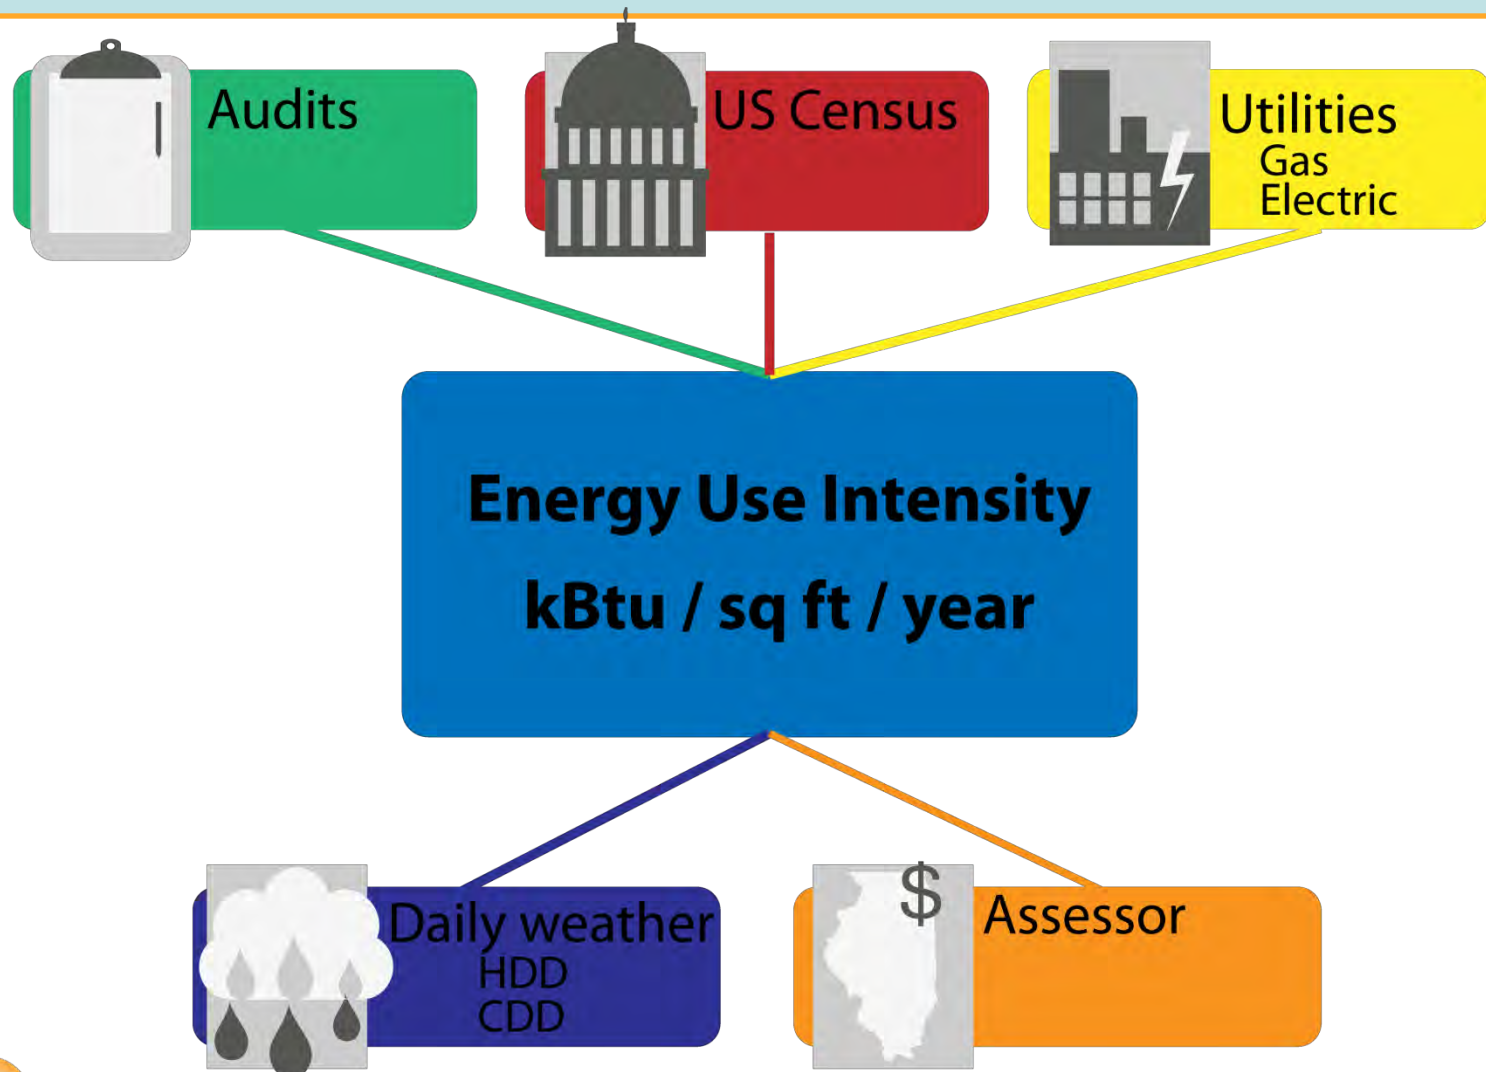 Audits
US Census
Utilities
Gas
Electric
Energy Use Intensity
kBtu / sq ft / year
Daily weather
HDD
CDD
$
Assessor